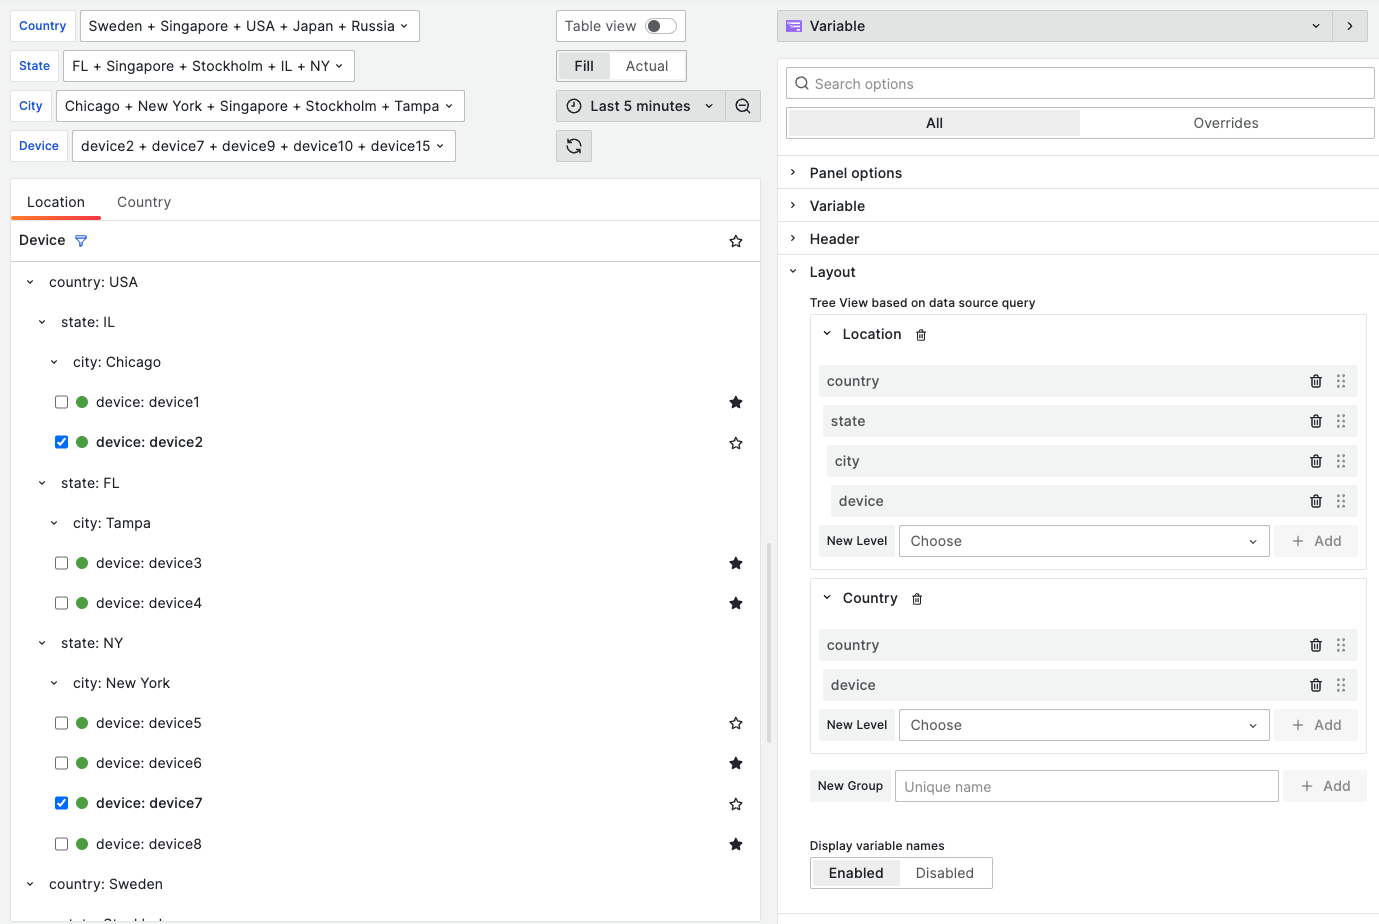 Country Sweden + Singapore + USA + Japan + Russia
State FL + Singapore + Stockholm + IL + NY
City Chicago + New York + Singapore + Stockholm + Tampa
Device device2 + device7 + device9 + device10 + device15
Table view
Fill Actual
Last 5 minutes
Location Country
Device
country: USA
state: IL
city: Chicago
device: device1
device: device2
state: FL
city: Tampa
device: device3
device: device4
state: NY
city: New York
device: device5
device: device6
device: device7
device: device8
country: Sweden
Variable
Search options
All Overrides
Panel options
Variable
Header
Layout
Tree View based on data source query
Location
country
state
city
device
New Level Choose + Add
Country
country
device
New Level Choose + Add
New Group Unique name + Add
Display variable names
Enabled Disabled